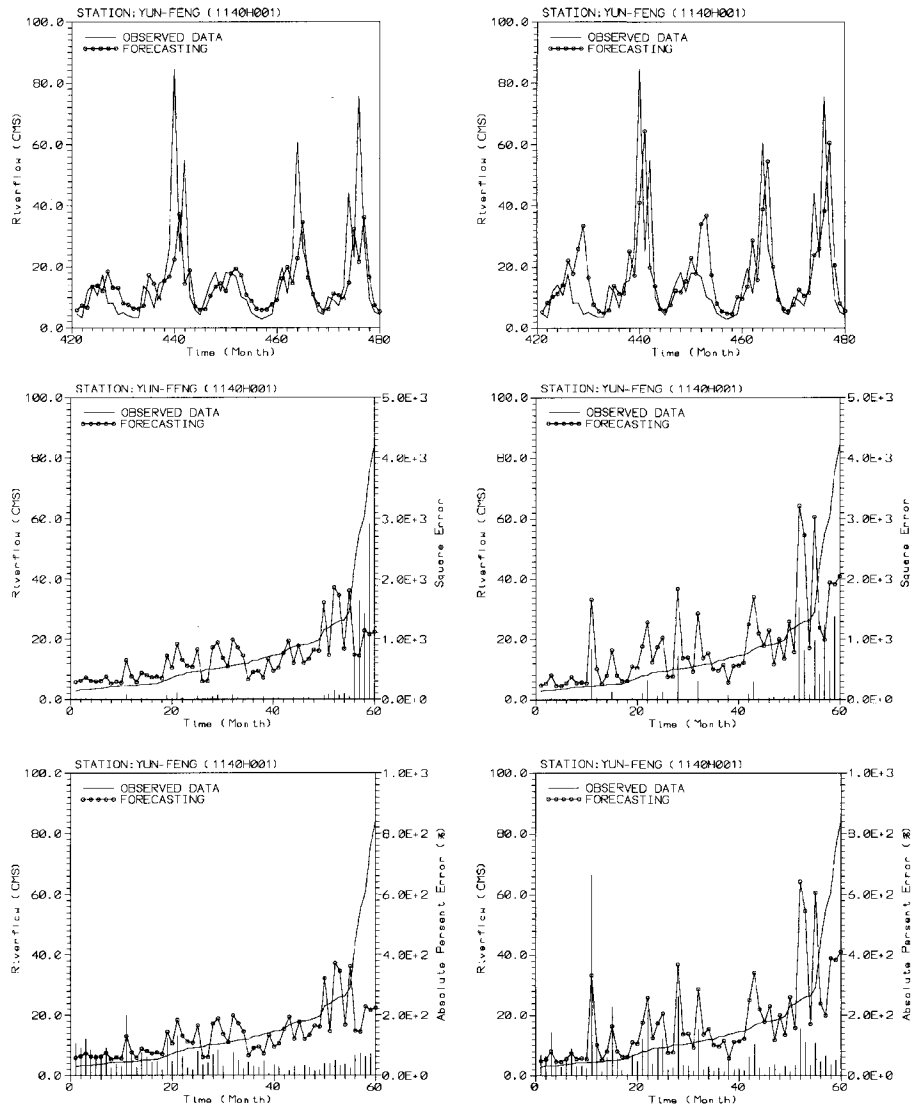 STATION: YUN-FENG (1140H001)
100.0
80.0
60.0
40.0
20.0
0.0
Riverflow (CMS)
OBSERVED DATA
FORECASTING
420 440 460 480
Time (Month)
STATION: YUN-FENG (1140H001)
100.0
80.0
60.0
40.0
20.0
0.0
Riverflow (CMS)
OBSERVED DATA
FORECASTING
420 440 460 480
Time (Month)
STATION: YUN-FENG (1140H001)
100.0
80.0
60.0
40.0
20.0
0.0
Riverflow (CMS)
OBSERVED DATA
FORECASTING
5.0E+3
4.0E+3
3.0E+3
2.0E+3
1.0E+3
0.0E+0
Square Error
0 20 40 60
Time (Month)
STATION: YUN-FENG (1140H001)
100.0
80.0
60.0
40.0
20.0
0.0
Riverflow (CMS)
OBSERVED DATA
FORECASTING
5.0E+3
4.0E+3
3.0E+3
2.0E+3
1.0E+3
0.0E+0
Square Error
0 20 40 60
Time (Month)
STATION: YUN-FENG (1140H001)
100.0
80.0
60.0
40.0
20.0
0.0
Riverflow (CMS)
OBSERVED DATA
FORECASTING
1.0E+3
8.0E+2
6.0E+2
4.0E+2
2.0E+2
0.0E+0
Absolute Persent Error (%)
0 20 40 60
Time (Month)
STATION: YUN-FENG (1140H001)
100.0
80.0
60.0
40.0
20.0
0.0
Riverflow (CMS)
OBSERVED DATA
FORECASTING
1.0E+3
8.0E+2
6.0E+2
4.0E+2
2.0E+2
0.0E+0
Absolute Persent Error (%)
0 20 40 60
Time (Month)